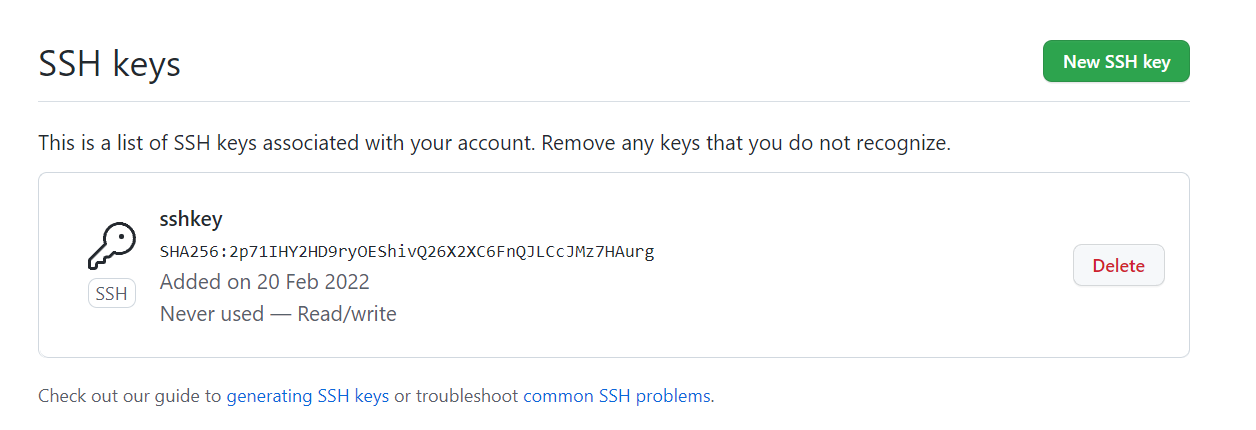 SSH keys
New SSH key
This is a list of SSH keys associated with your account. Remove any keys that you do not recognize.
sshkey
SHA256:2p71IHY2HD9ryOEShivQ26X2XC6FnQJLCcJMz7HAurg
Added on 20 Feb 2022
Never used — Read/write
SSH
Delete
Check out our guide to generating SSH keys or troubleshoot common SSH problems.